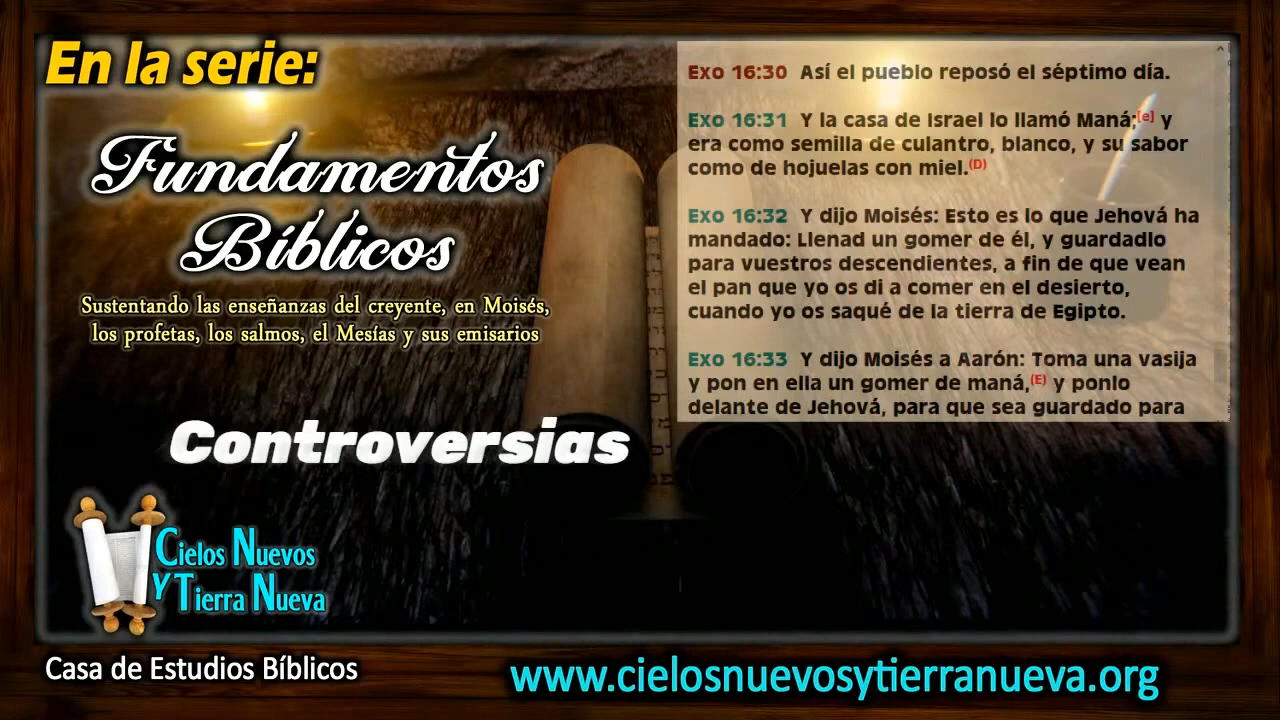 En la serie:
Fundamentos
Bíblicos
Sustentando las enseñanzas del creyente, en Moisés,
los profetas, los salmos, el Mesías y sus emisarios
Controversias
Cielos Nuevos
Y Tierra Nueva
Casa de Estudios Bíblicos
www.cielosnuevosytierranueva.org
Exo 16:30 Así el pueblo reposó el séptimo día.
Exo 16:31 Y la casa de Israel lo llamó Maná;[e] y
era como semilla de culantro, blanco, y su sabor
como de hojuelas con miel.(D)
Exo 16:32 Y dijo Moisés: Esto es lo que Jehová ha
mandado: Llenad un gomer de él, y guardadlo
para vuestros descendientes, a fin de que vean
el pan que yo os di a comer en el desierto,
cuando yo os saqué de la tierra de Egipto.
Exo 16:33 Y dijo Moisés a Aarón: Toma una vasija
y pon en ella un gomer de maná,(E) y ponlo
delante de Jehová, para que sea guardado para